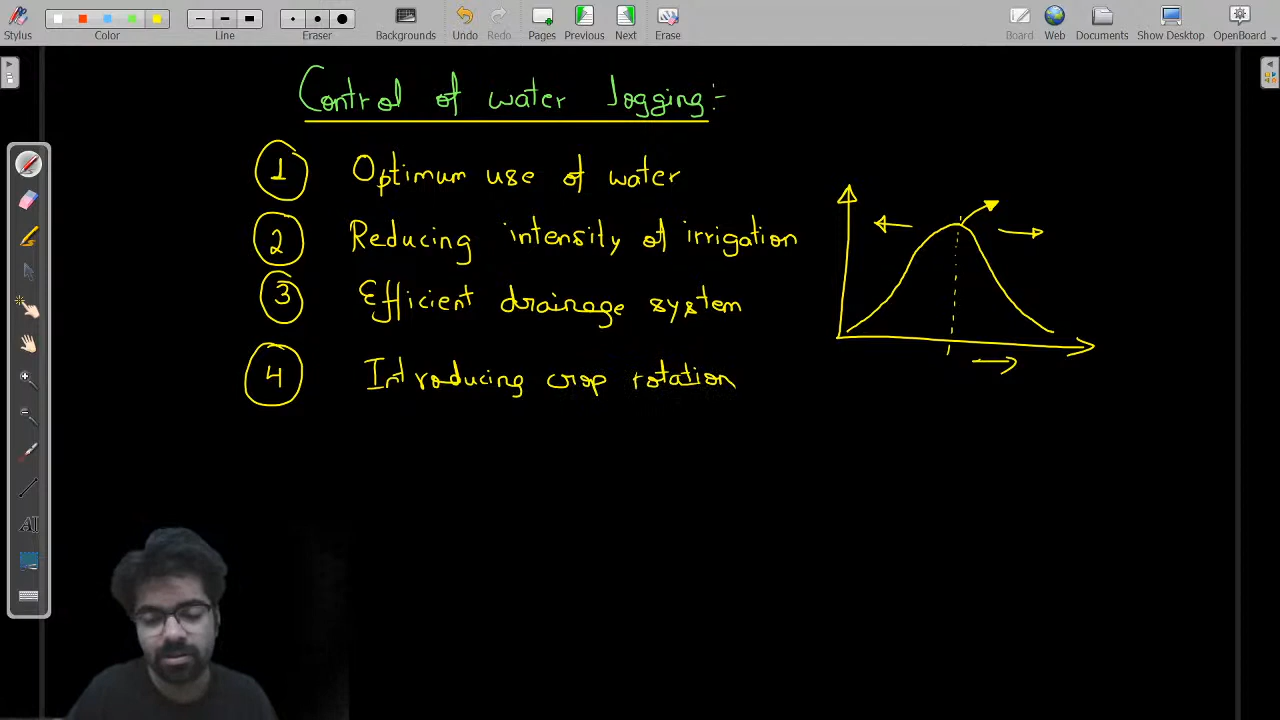 Stylus
Color
Line
Eraser
Backgrounds
Undo
Redo
Pages
Previous
Next
Erase
Board
Web
Documents
Show Desktop
OpenBoard
Control of water logging:-
1 Optimum use of water
2 Reducing intensity of irrigation
3 Efficient drainage system
4 Introducing crop rotation